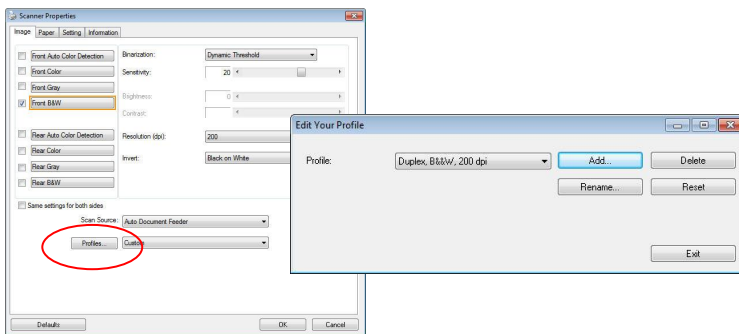 Scanner Properties
Image Paper Setting Information
Front Auto Color Detection
Front Color
Front Gray
Front B&W
Rear Auto Color Detection
Rear Color
Rear Gray
Rear B&W
Binarization: Dynamic Threshold
Sensitivity: 20
Brightness: 0
Contrast:
Resolution (dpi): 200
Invert: Black on White
Same settings for both sides
Scan Source: Auto Document Feeder
Profiles... Custom
Defaults OK Cancel
Edit Your Profile
Profile: Duplex, B&W, 200 dpi Add... Delete
Rename... Reset
Exit